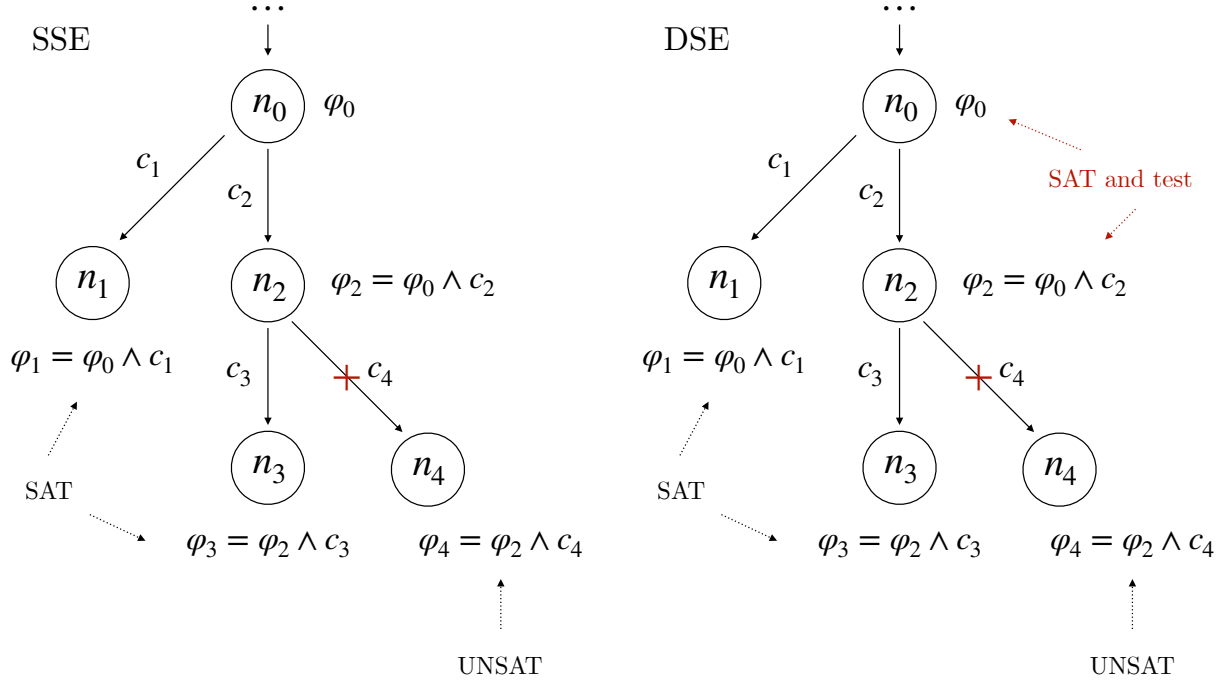 ...
SSE
n₀ φ₀
c₁
c₂
n₁
n₂ φ₂ = φ₀ ∧ c₂
φ₁ = φ₀ ∧ c₁
c₃
c₄
n₃
n₄
SAT
φ₃ = φ₂ ∧ c₃
φ₄ = φ₂ ∧ c₄
UNSAT
...
DSE
n₀ φ₀
c₁
SAT and test
c₂
n₁
n₂ φ₂ = φ₀ ∧ c₂
φ₁ = φ₀ ∧ c₁
c₃
c₄
n₃
n₄
SAT
φ₃ = φ₂ ∧ c₃
φ₄ = φ₂ ∧ c₄
UNSAT